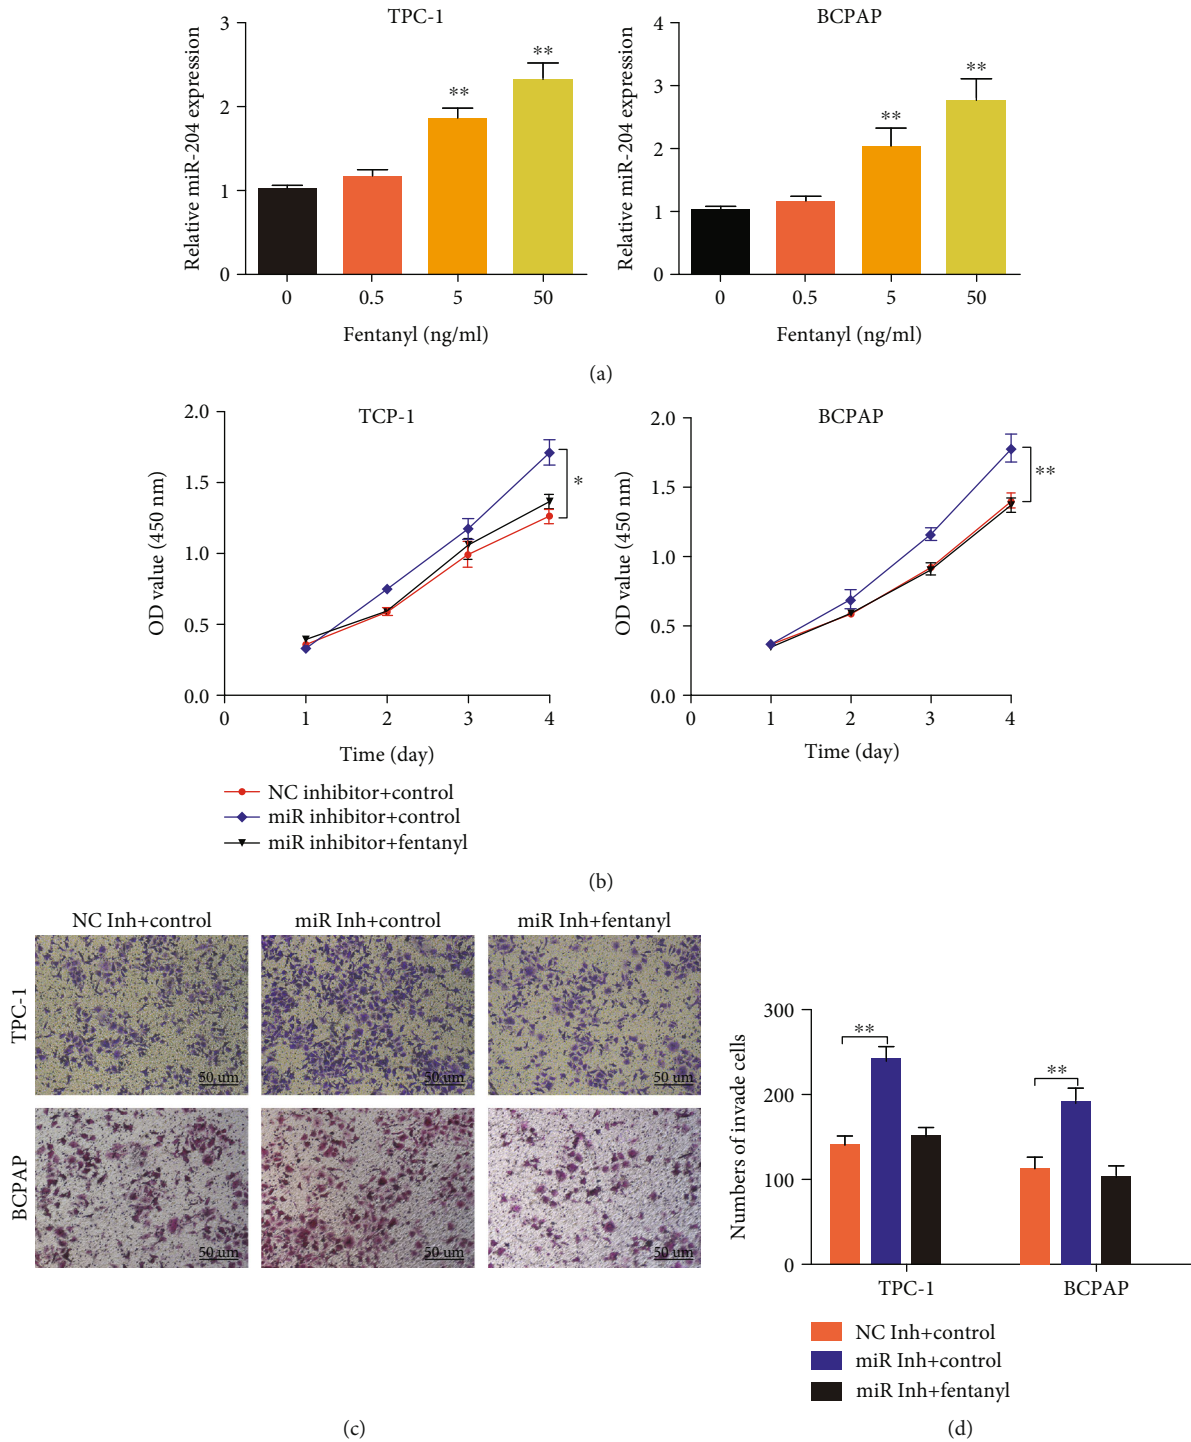 TPC-1
BCPAP
Relative miR-204 expression
3
2
1
0
**
**
0 0.5 5 50
Fentanyl (ng/ml)
Relative miR-204 expression
4
3
2
1
0
**
**
0 0.5 5 50
Fentanyl (ng/ml)
(a)
TCP-1
BCPAP
OD value (450 nm)
2.0
1.5
1.0
0.5
0.0
*
0 1 2 3 4
Time (day)
OD value (450 nm)
2.0
1.5
1.0
0.5
0.0
**
0 1 2 3 4
Time (day)
NC inhibitor+control
miR inhibitor+control
miR inhibitor+fentanyl
(b)
NC Inh+control miR Inh+control miR Inh+fentanyl
TPC-1
50 um 50 um 50 um
BCPAP
50 um 50 um 50 um
(c)
Numbers of invade cells
300
200
100
0
**
**
TPC-1 BCPAP
NC Inh+control
miR Inh+control
miR Inh+fentanyl
(d)